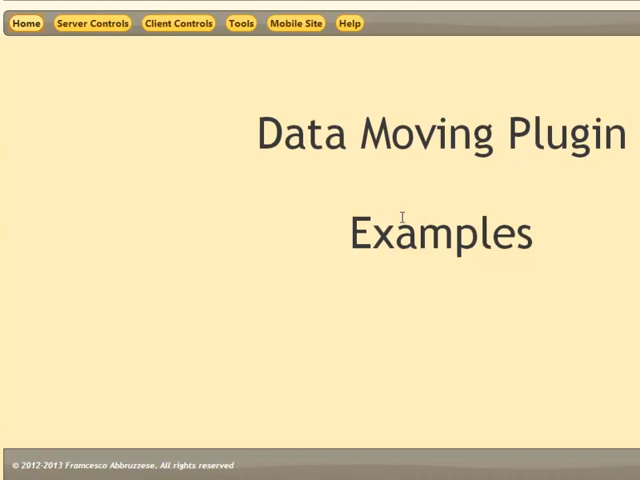 Home Server Controls Client Controls Tools Mobile Site Help
Data Moving Plugin
Examples
© 2012-2013 Framcesco Abbruzzese. All rights reserved